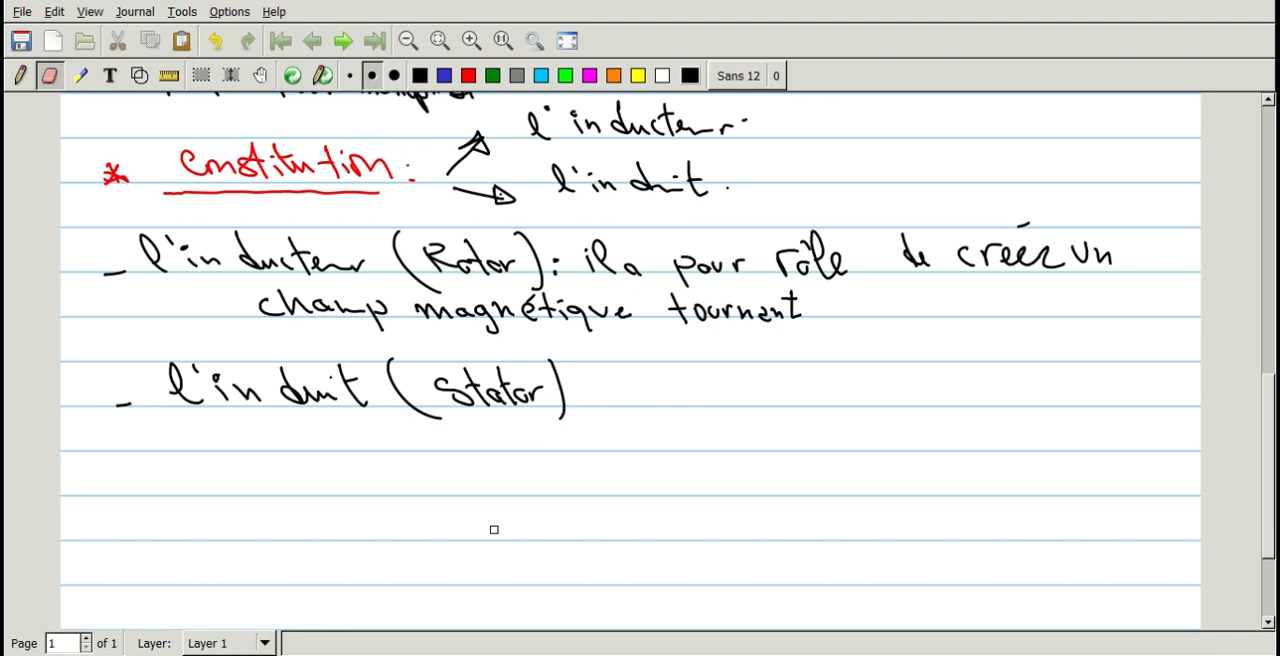 File Edit View Journal Tools Options Help
Sans 12 0
l'inducteur.
* Constitution :
l'induit.
- l'inducteur (Rotor) : il a pour rôle de créez un
champ magnétique tournant
- l'induit (Stator)
Page 1 of 1 Layer: Layer 1